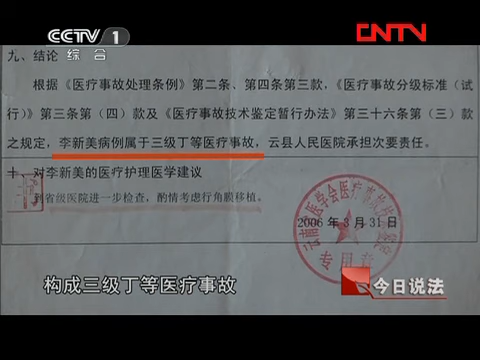 CCTV 1
综合
CNTN
九、结论
根据《医疗事故处理条例》第二条、第四条第三款，《医疗事故分级标准（试
行）》第三条第（四）款及《医疗事故技术鉴定暂行办法》第三十六条第（三）款
之规定，李新美病例属于三级丁等医疗事故，云县人民医院承担次要责任。
十、对李新美的医疗护理医学建议
到省级医院进一步检查，酌情考虑行角膜移植。
2006年3月31日
专用章
构成三级丁等医疗事故
今日说法